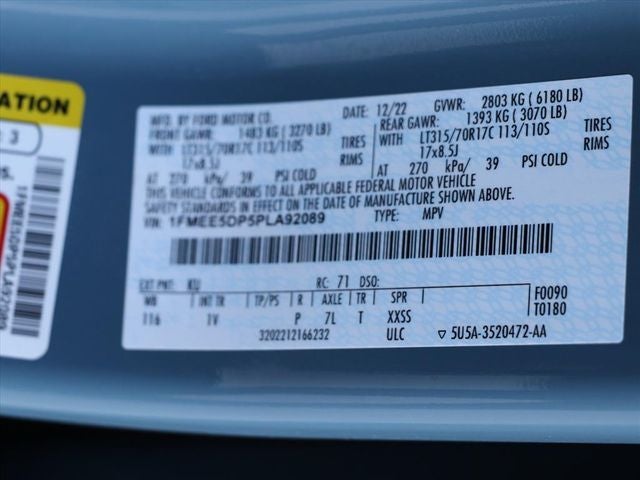 ATION
: 3
S.
1FMEE5DP5PLA92089
MFD. BY FORD MOTOR CO.
DATE: 12/22 GVWR: 2803 KG ( 6180 LB)
FRONT GAWR: 1483 KG ( 3270 LB)
REAR GAWR: 1393 KG ( 3070 LB)
WITH LT315/70R17C 113/110S TIRES
WITH LT315/70R17C 113/110S TIRES
17x8.5J RIMS
17x8.5J RIMS
AT 270 kPa/ 39 PSI COLD
AT 270 kPa/ 39 PSI COLD
THIS VEHICLE CONFORMS TO ALL APPLICABLE FEDERAL MOTOR VEHICLE
SAFETY STANDARDS IN EFFECT ON THE DATE OF MANUFACTURE SHOWN ABOVE.
VIN: 1FMEE5DP5PLA92089 TYPE: MPV
EXT PNT: KU RC: 71 DSO:
WB INT TR TP/PS R AXLE TR SPR
116 1V P 7L T XXSS
3202212166232 ULC
F0090
T0180
▽ 5U5A-3520472-AA